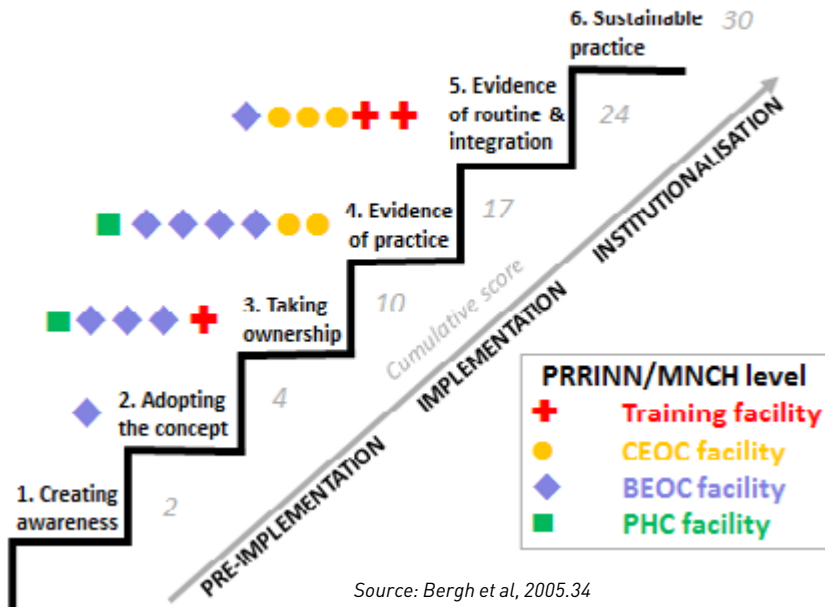 6. Sustainable
practice
30
5. Evidence
of routine &
integration
24
4. Evidence
of practice
17
3. Taking
ownership
10
2. Adopting
the concept
4
1. Creating
awareness
2
Cumulative score
PRE-IMPLEMENTATION
IMPLEMENTATION
INSTITUTIONALISATION
PRRINN/MNCH level
Training facility
CEOC facility
BEOC facility
PHC facility
Source: Bergh et al, 2005.34